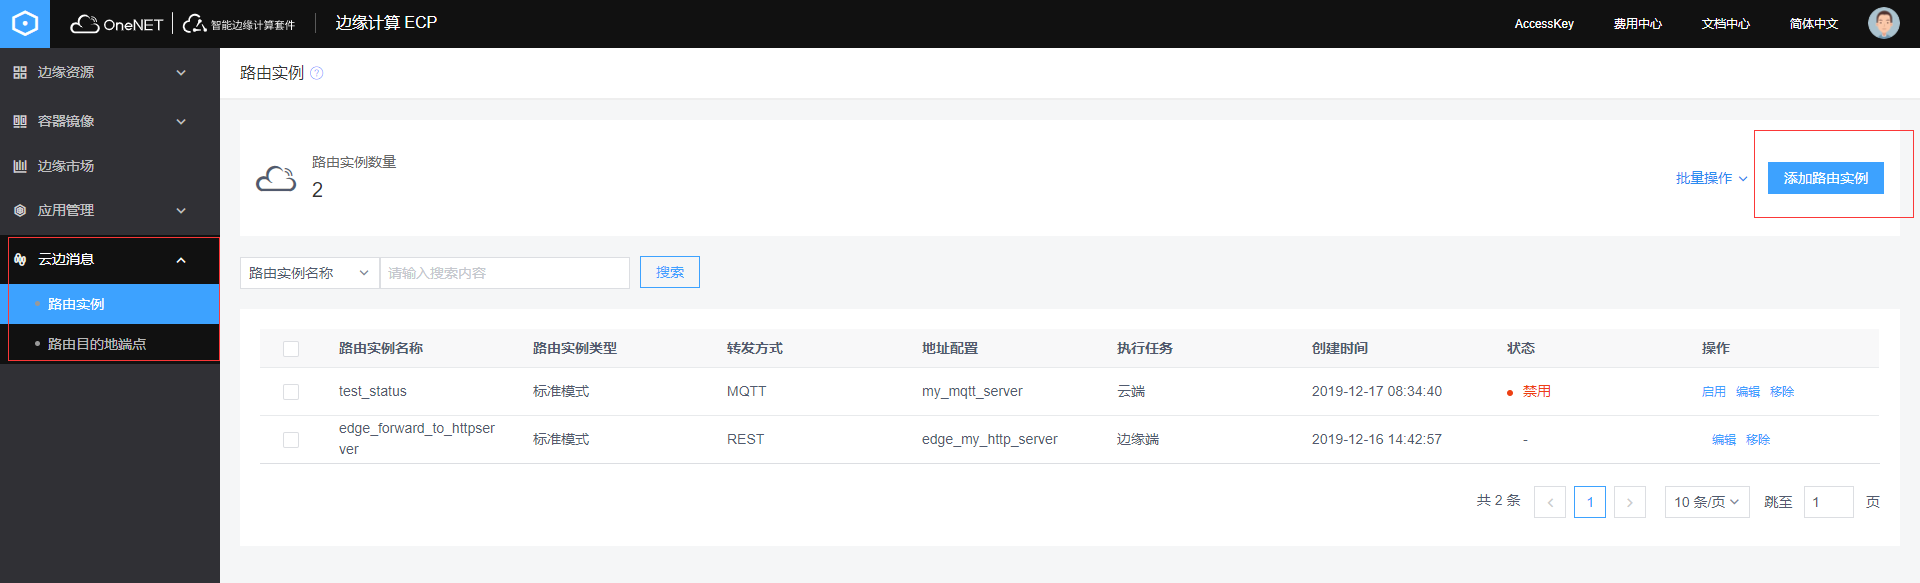 OneNET 智能边缘计算套件 边缘计算 ECP AccessKey 费用中心 文档中心 简体中文
边缘资源
容器镜像
边缘市场
应用管理
云边消息
路由实例
路由目的地端点
路由实例 ?
路由实例数量
2
批量操作 添加路由实例
路由实例名称 请输入搜索内容 搜索
路由实例名称 路由实例类型 转发方式 地址配置 执行任务 创建时间 状态 操作
test_status 标准模式 MQTT my_mqtt_server 云端 2019-12-17 08:34:40 禁用 启用 编辑 移除
edge_forward_to_httpser
ver 标准模式 REST edge_my_http_server 边缘端 2019-12-16 14:42:57 - 编辑 移除
共 2 条 < 1 > 10 条/页 跳至 1 页